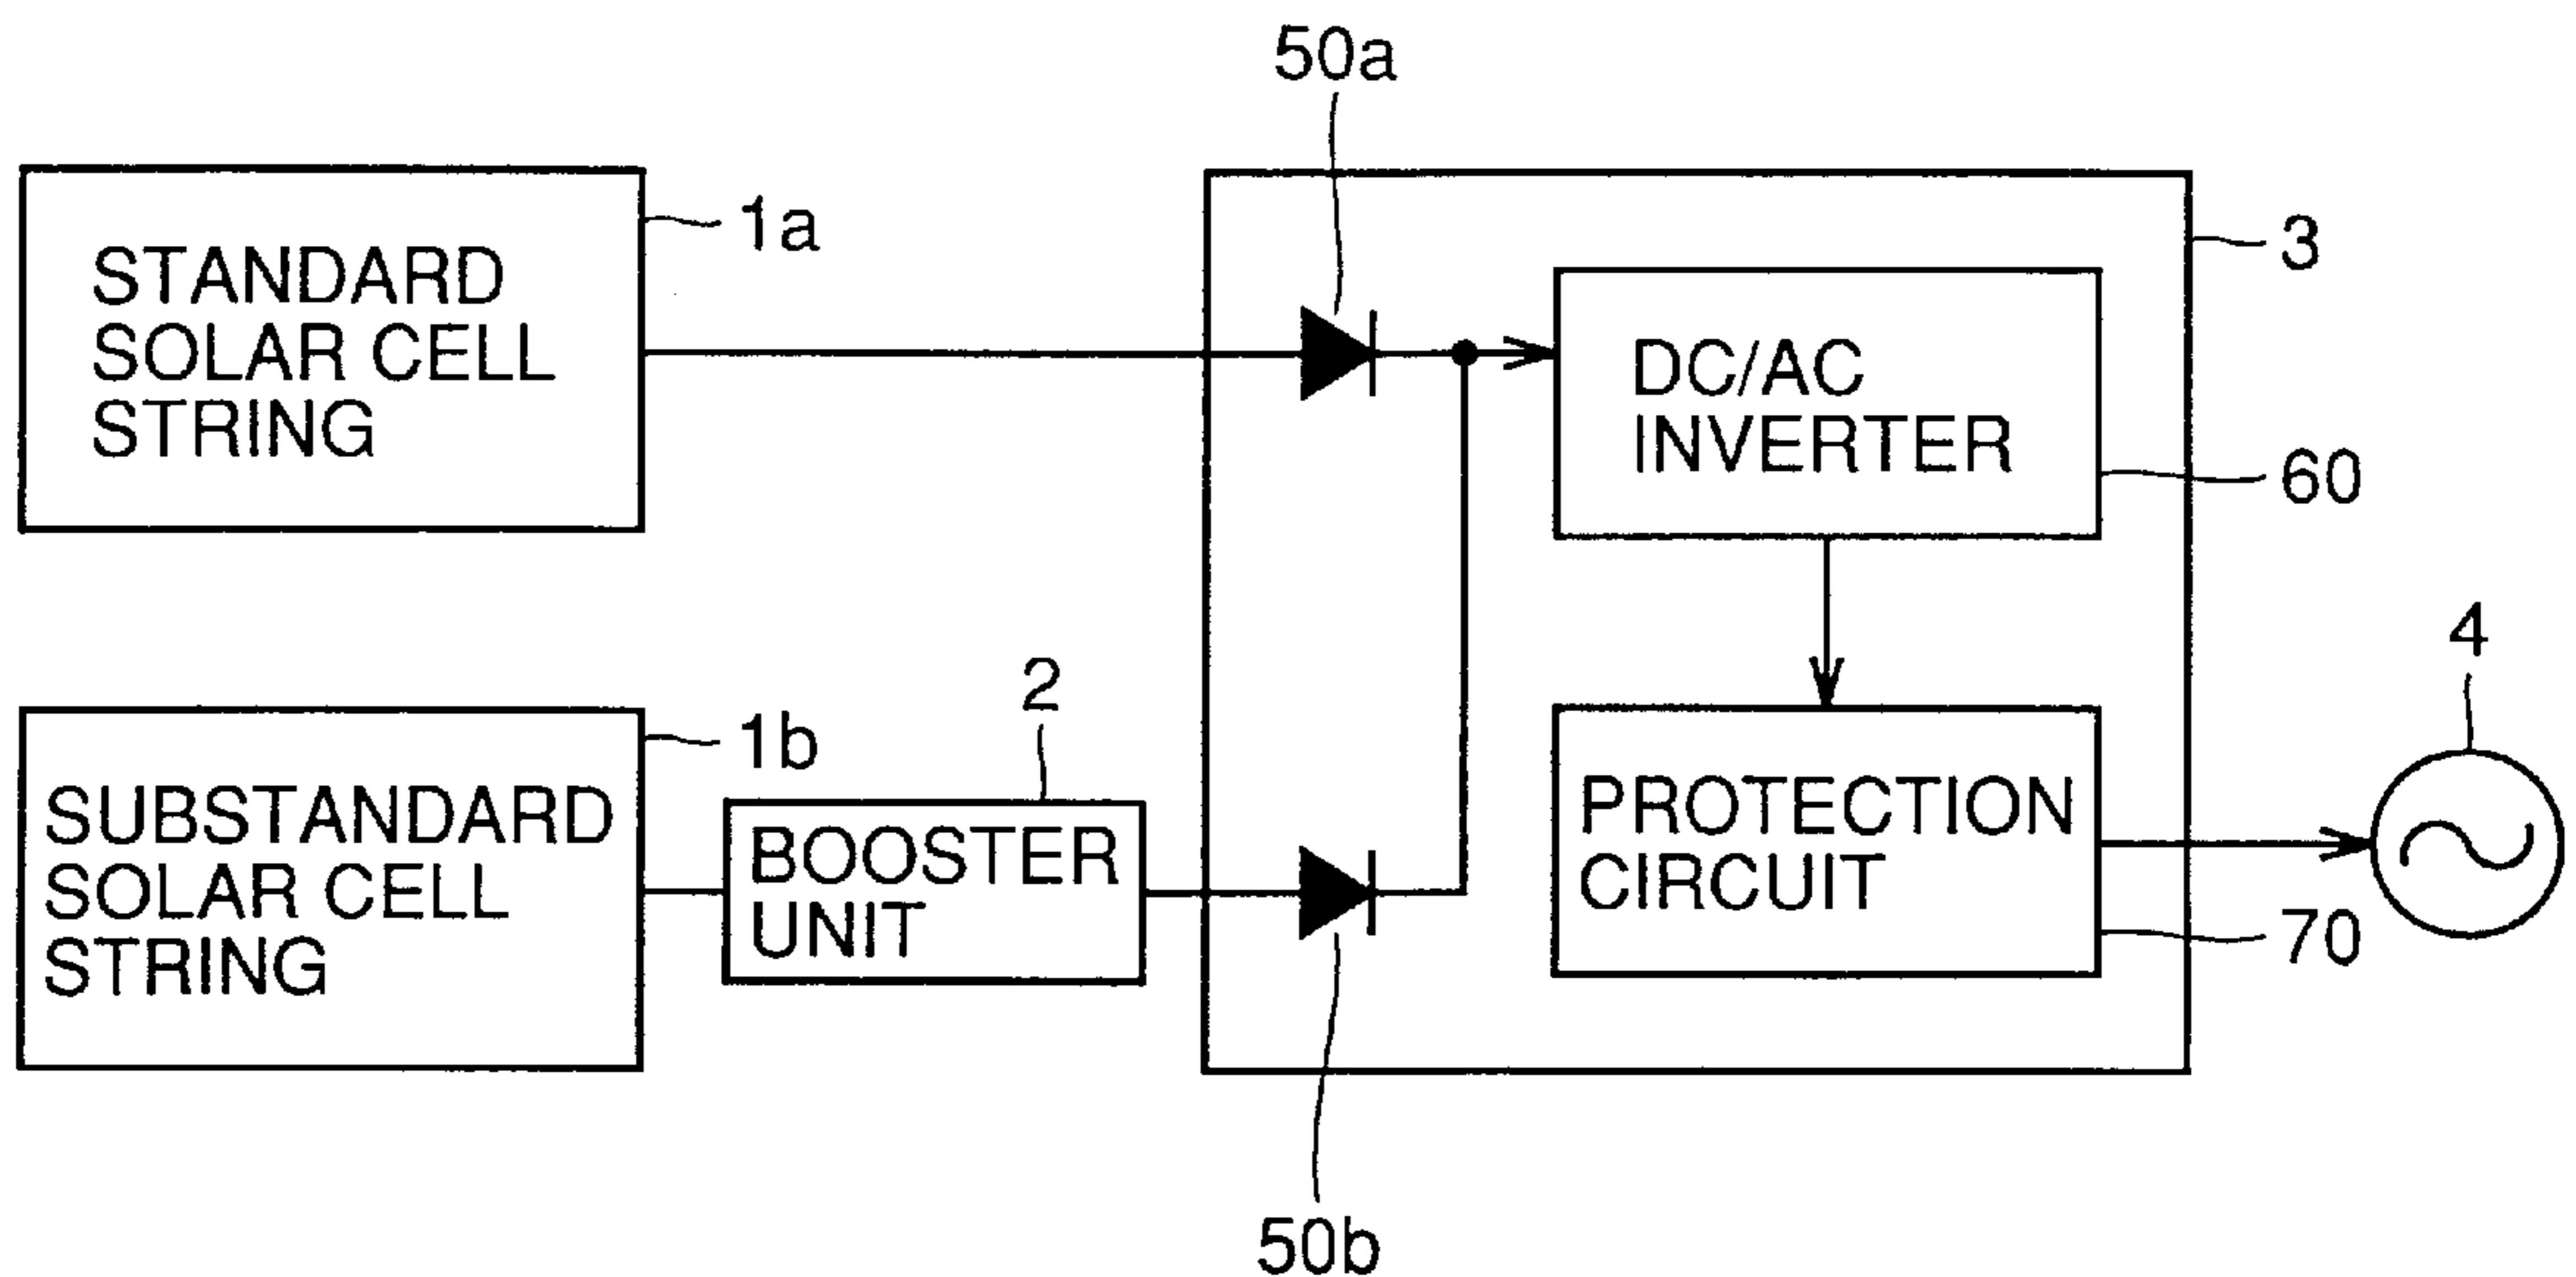 50a
1a
STANDARD
SOLAR CELL
STRING
3
DC/AC
INVERTER
60
4
2
1b
SUBSTANDARD
SOLAR CELL
STRING
BOOSTER
UNIT
PROTECTION
CIRCUIT
70
50b